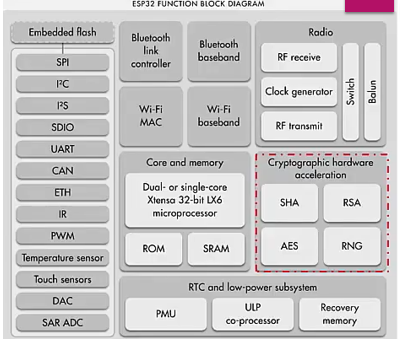 ESP32 FUNCTION BLOCK DIAGRAM
Embedded flash
SPI
I²C
I²S
SDIO
UART
CAN
ETH
IR
PWM
Temperature sensor
Touch sensors
DAC
SAR ADC
Bluetooth
link
controller
Bluetooth
baseband
Wi-Fi
MAC
Wi-Fi
baseband
Radio
RF receive
Clock generator
RF transmit
Switch
Balun
Core and memory
Dual- or single-core
Xtensa 32-bit LX6
microprocessor
ROM
SRAM
Cryptographic hardware
acceleration
SHA
RSA
AES
RNG
RTC and low-power subsystem
PMU
ULP
co-processor
Recovery
memory